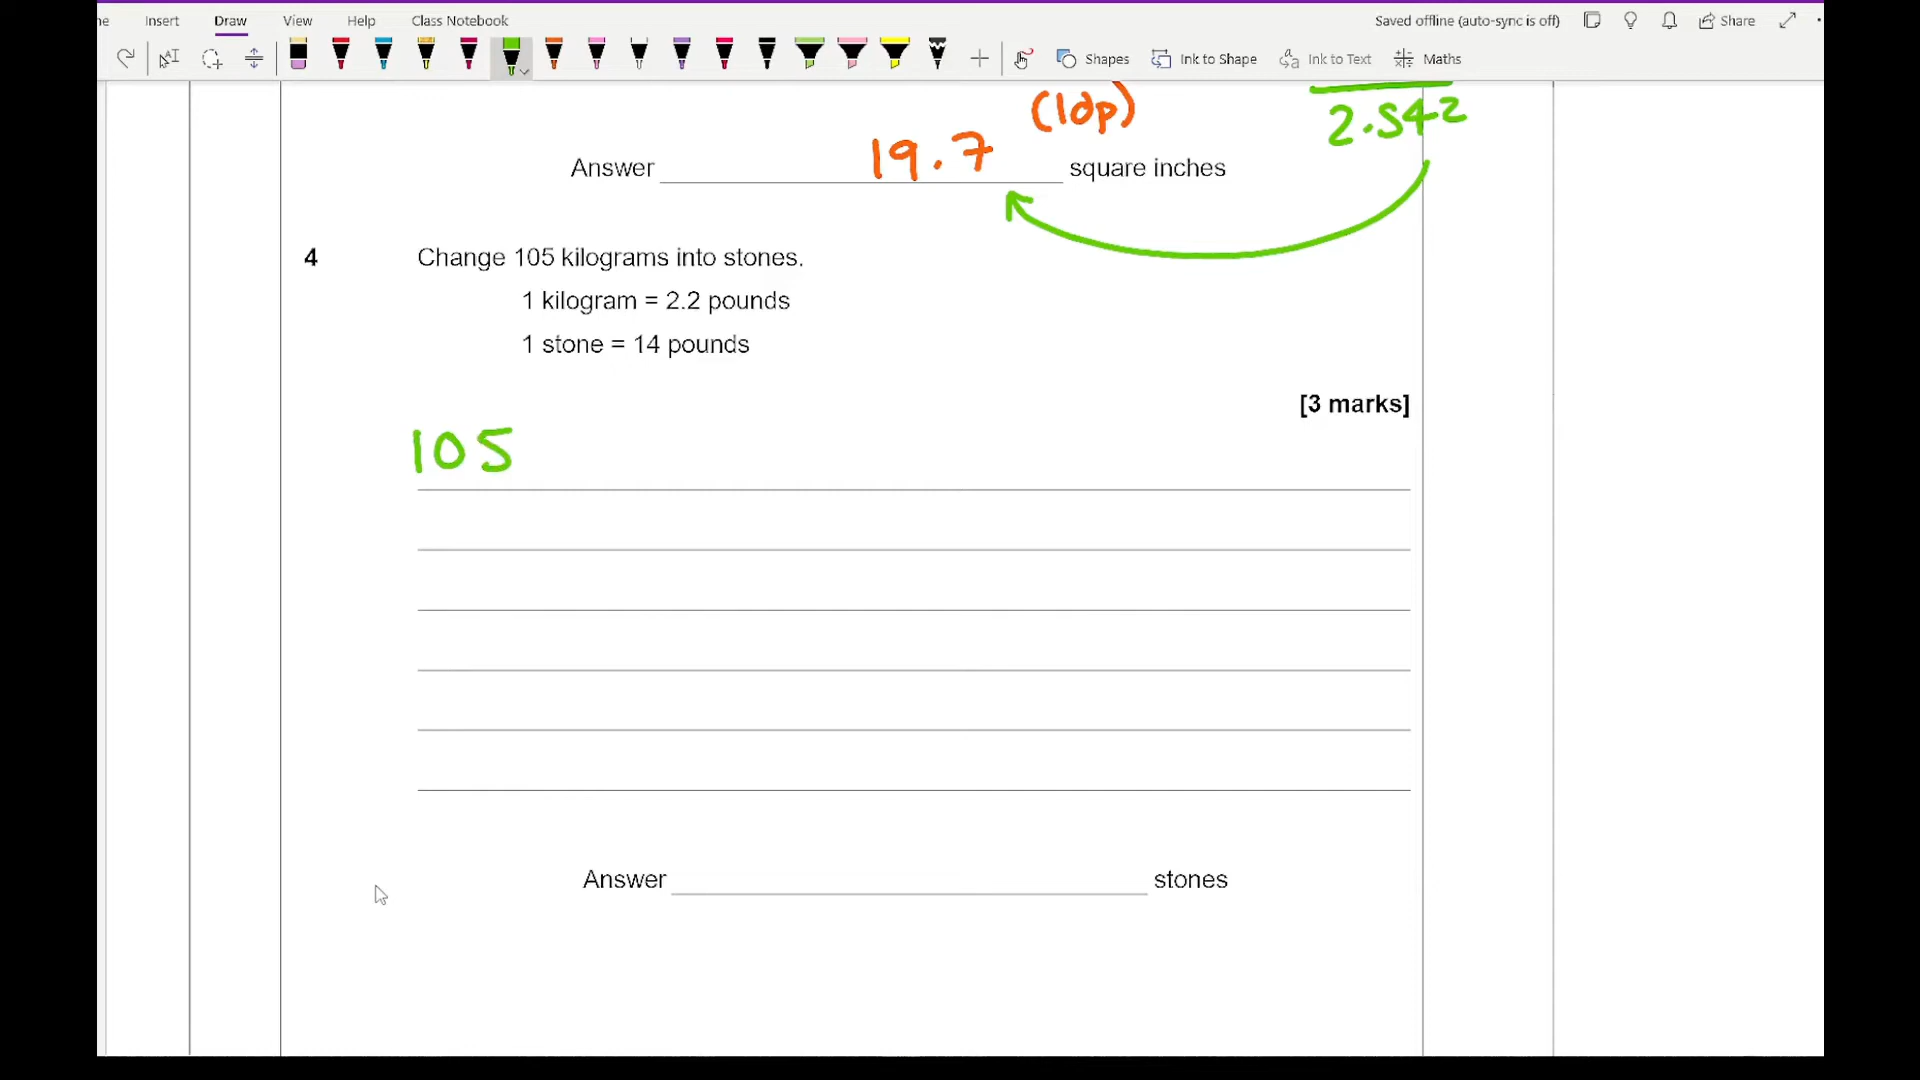 Insert Draw View Help Class Notebook Saved offline (auto-sync is off) Share
Shapes Ink to Shape Ink to Text Maths
(1dp)
2.542
Answer 19.7 square inches
4 Change 105 kilograms into stones.
1 kilogram = 2.2 pounds
1 stone = 14 pounds
[3 marks]
105
Answer stones